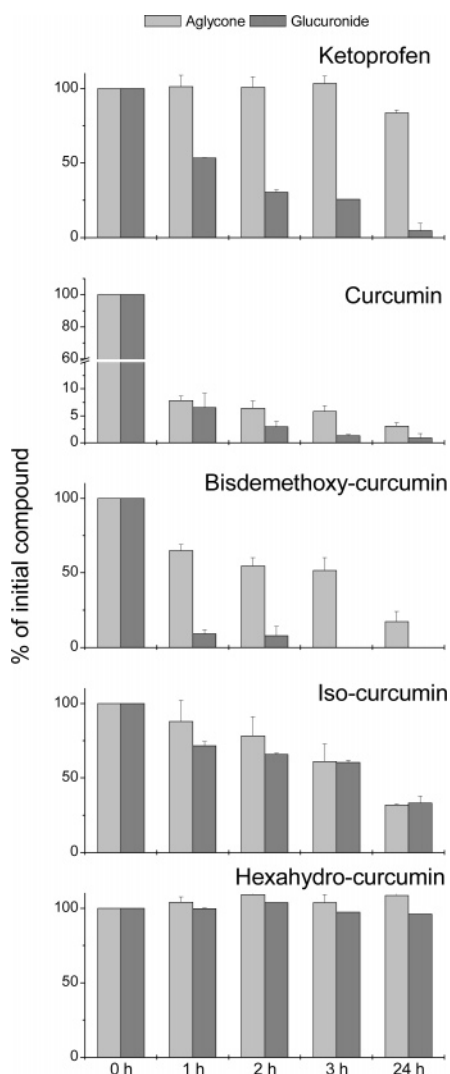 Aglycone Glucuronide
Ketoprofen
100
50
0
Curcumin
100
80
60
10
5
0
Bisdemethoxy-curcumin
100
50
0
% of initial compound
Iso-curcumin
100
50
0
Hexahydro-curcumin
100
50
0
0 h 1 h 2 h 3 h 24 h